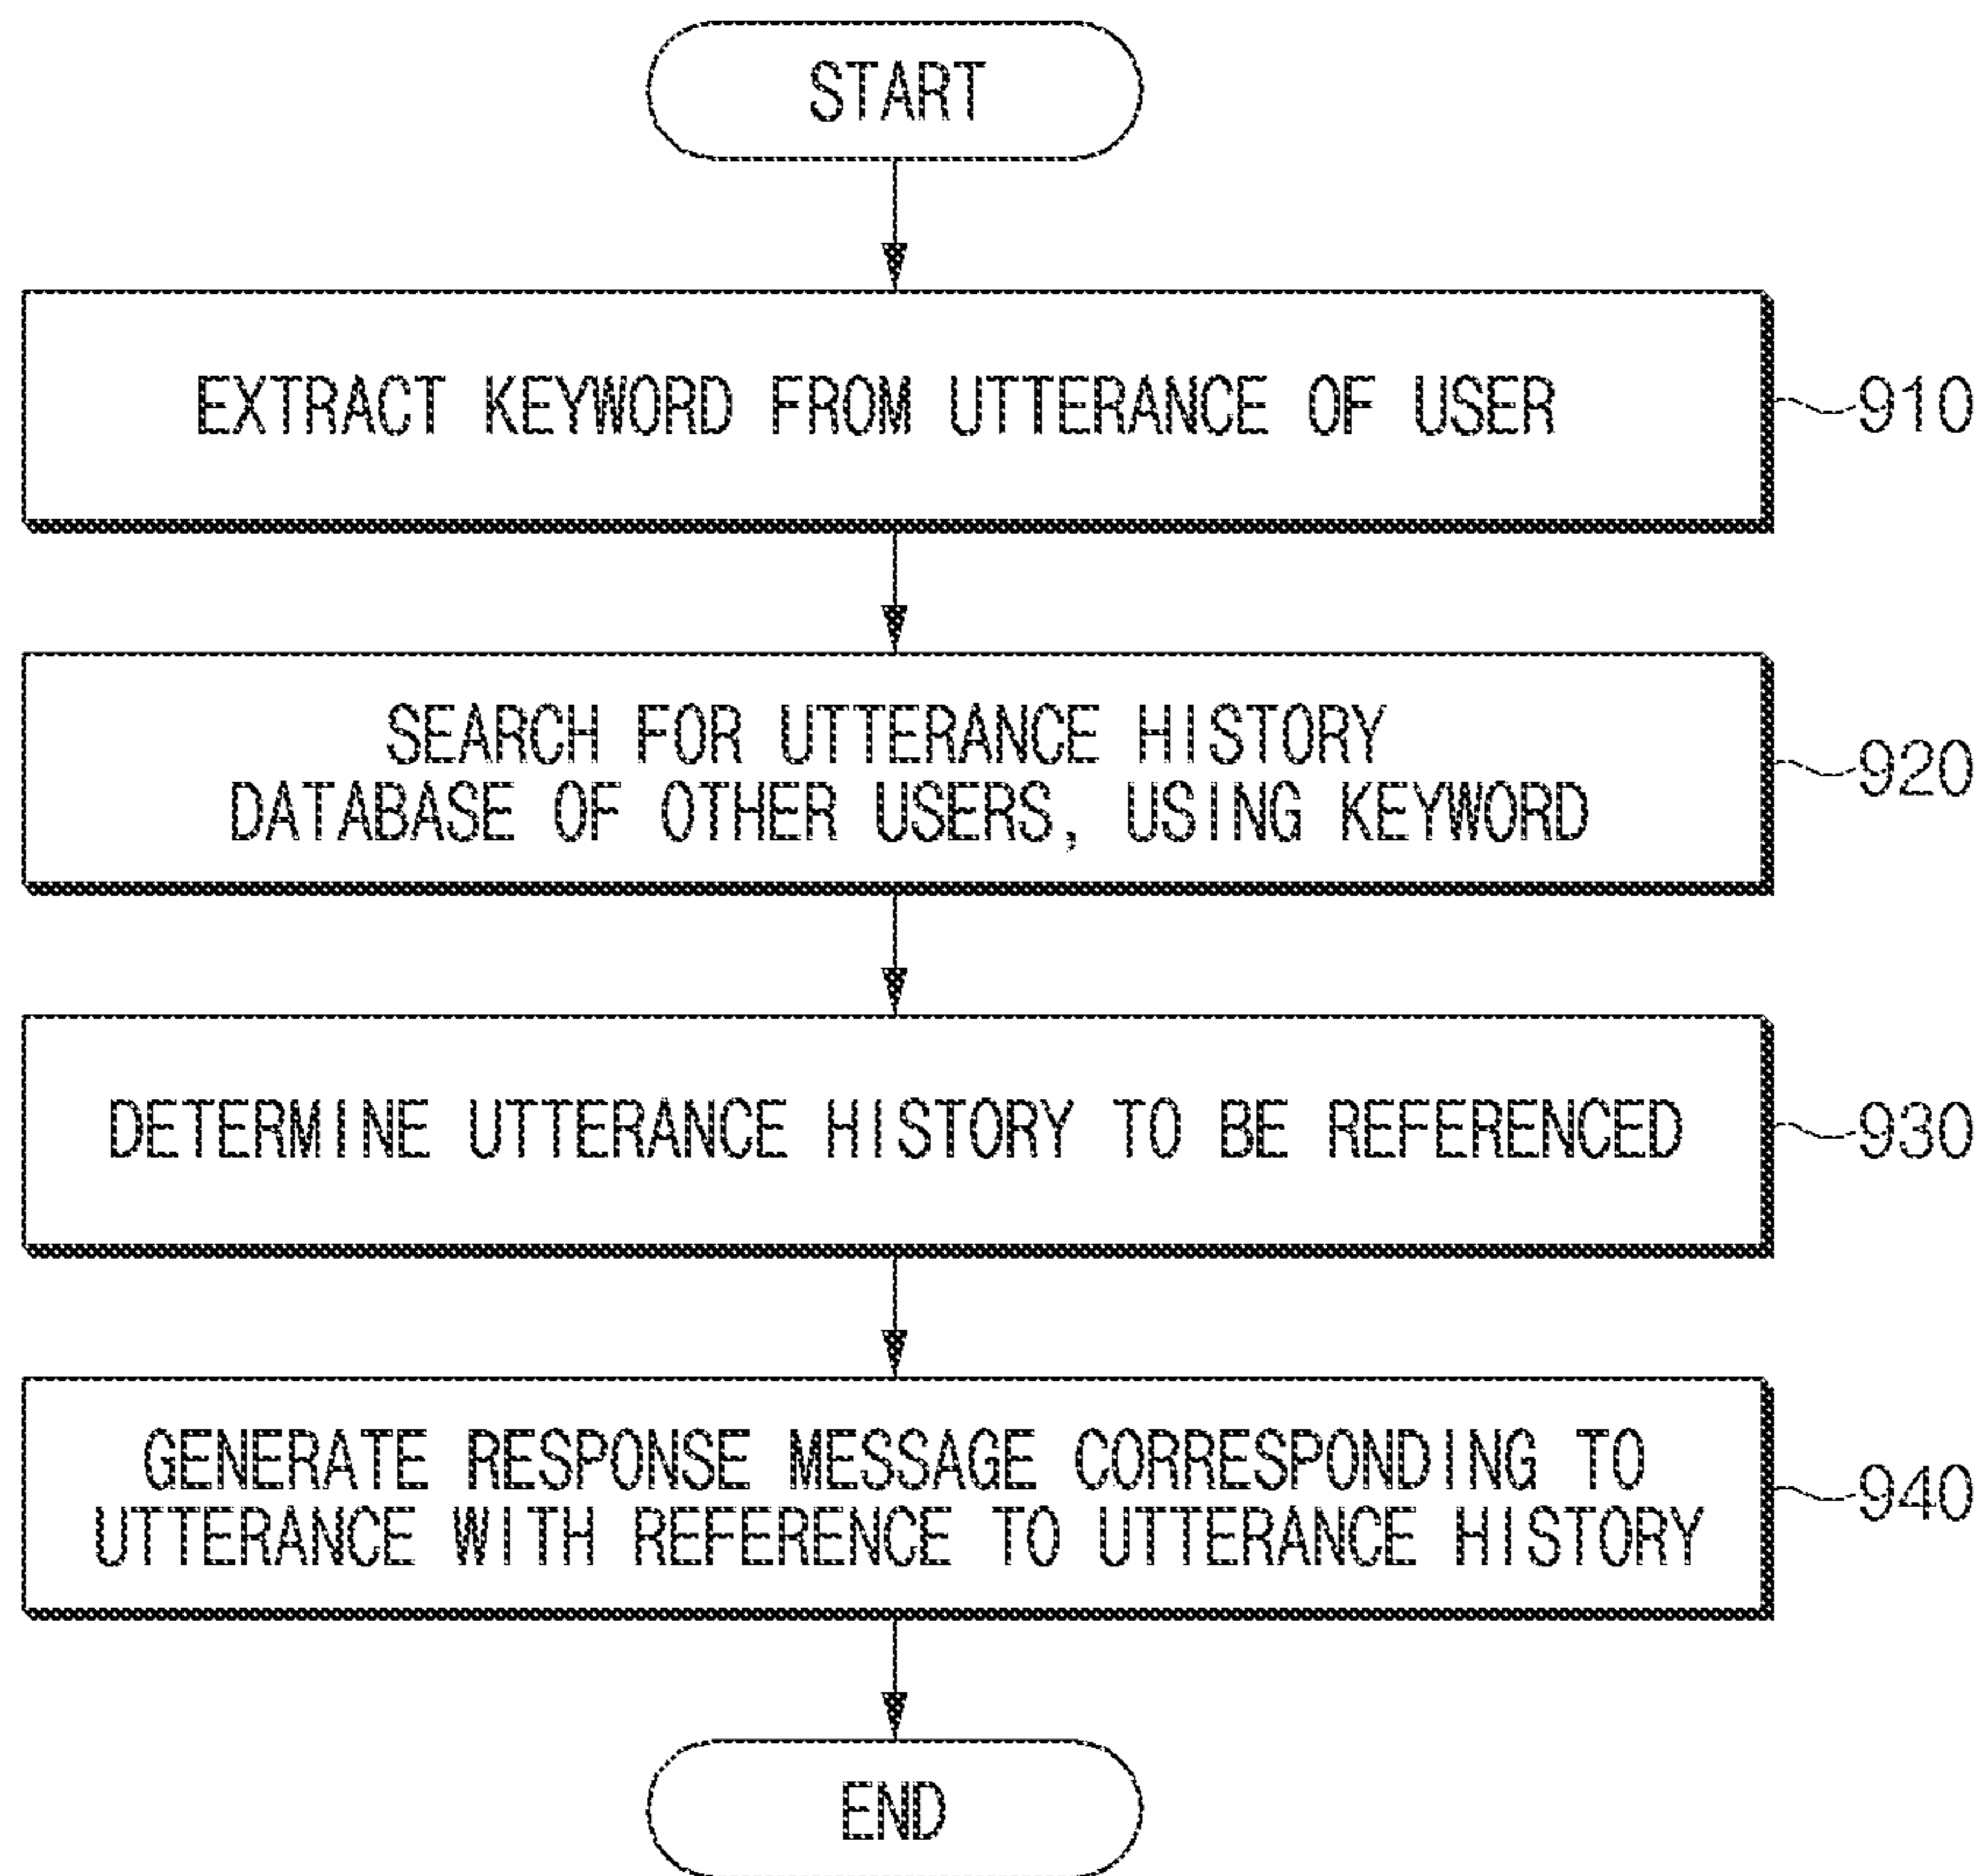 START
EXTRACT KEYWORD FROM UTTERANCE OF USER
910
SEARCH FOR UTTERANCE HISTORY
DATABASE OF OTHER USERS, USING KEYWORD
920
DETERMINE UTTERANCE HISTORY TO BE REFERENCED
930
GENERATE RESPONSE MESSAGE CORRESPONDING TO
UTTERANCE WITH REFERENCE TO UTTERANCE HISTORY
940
END